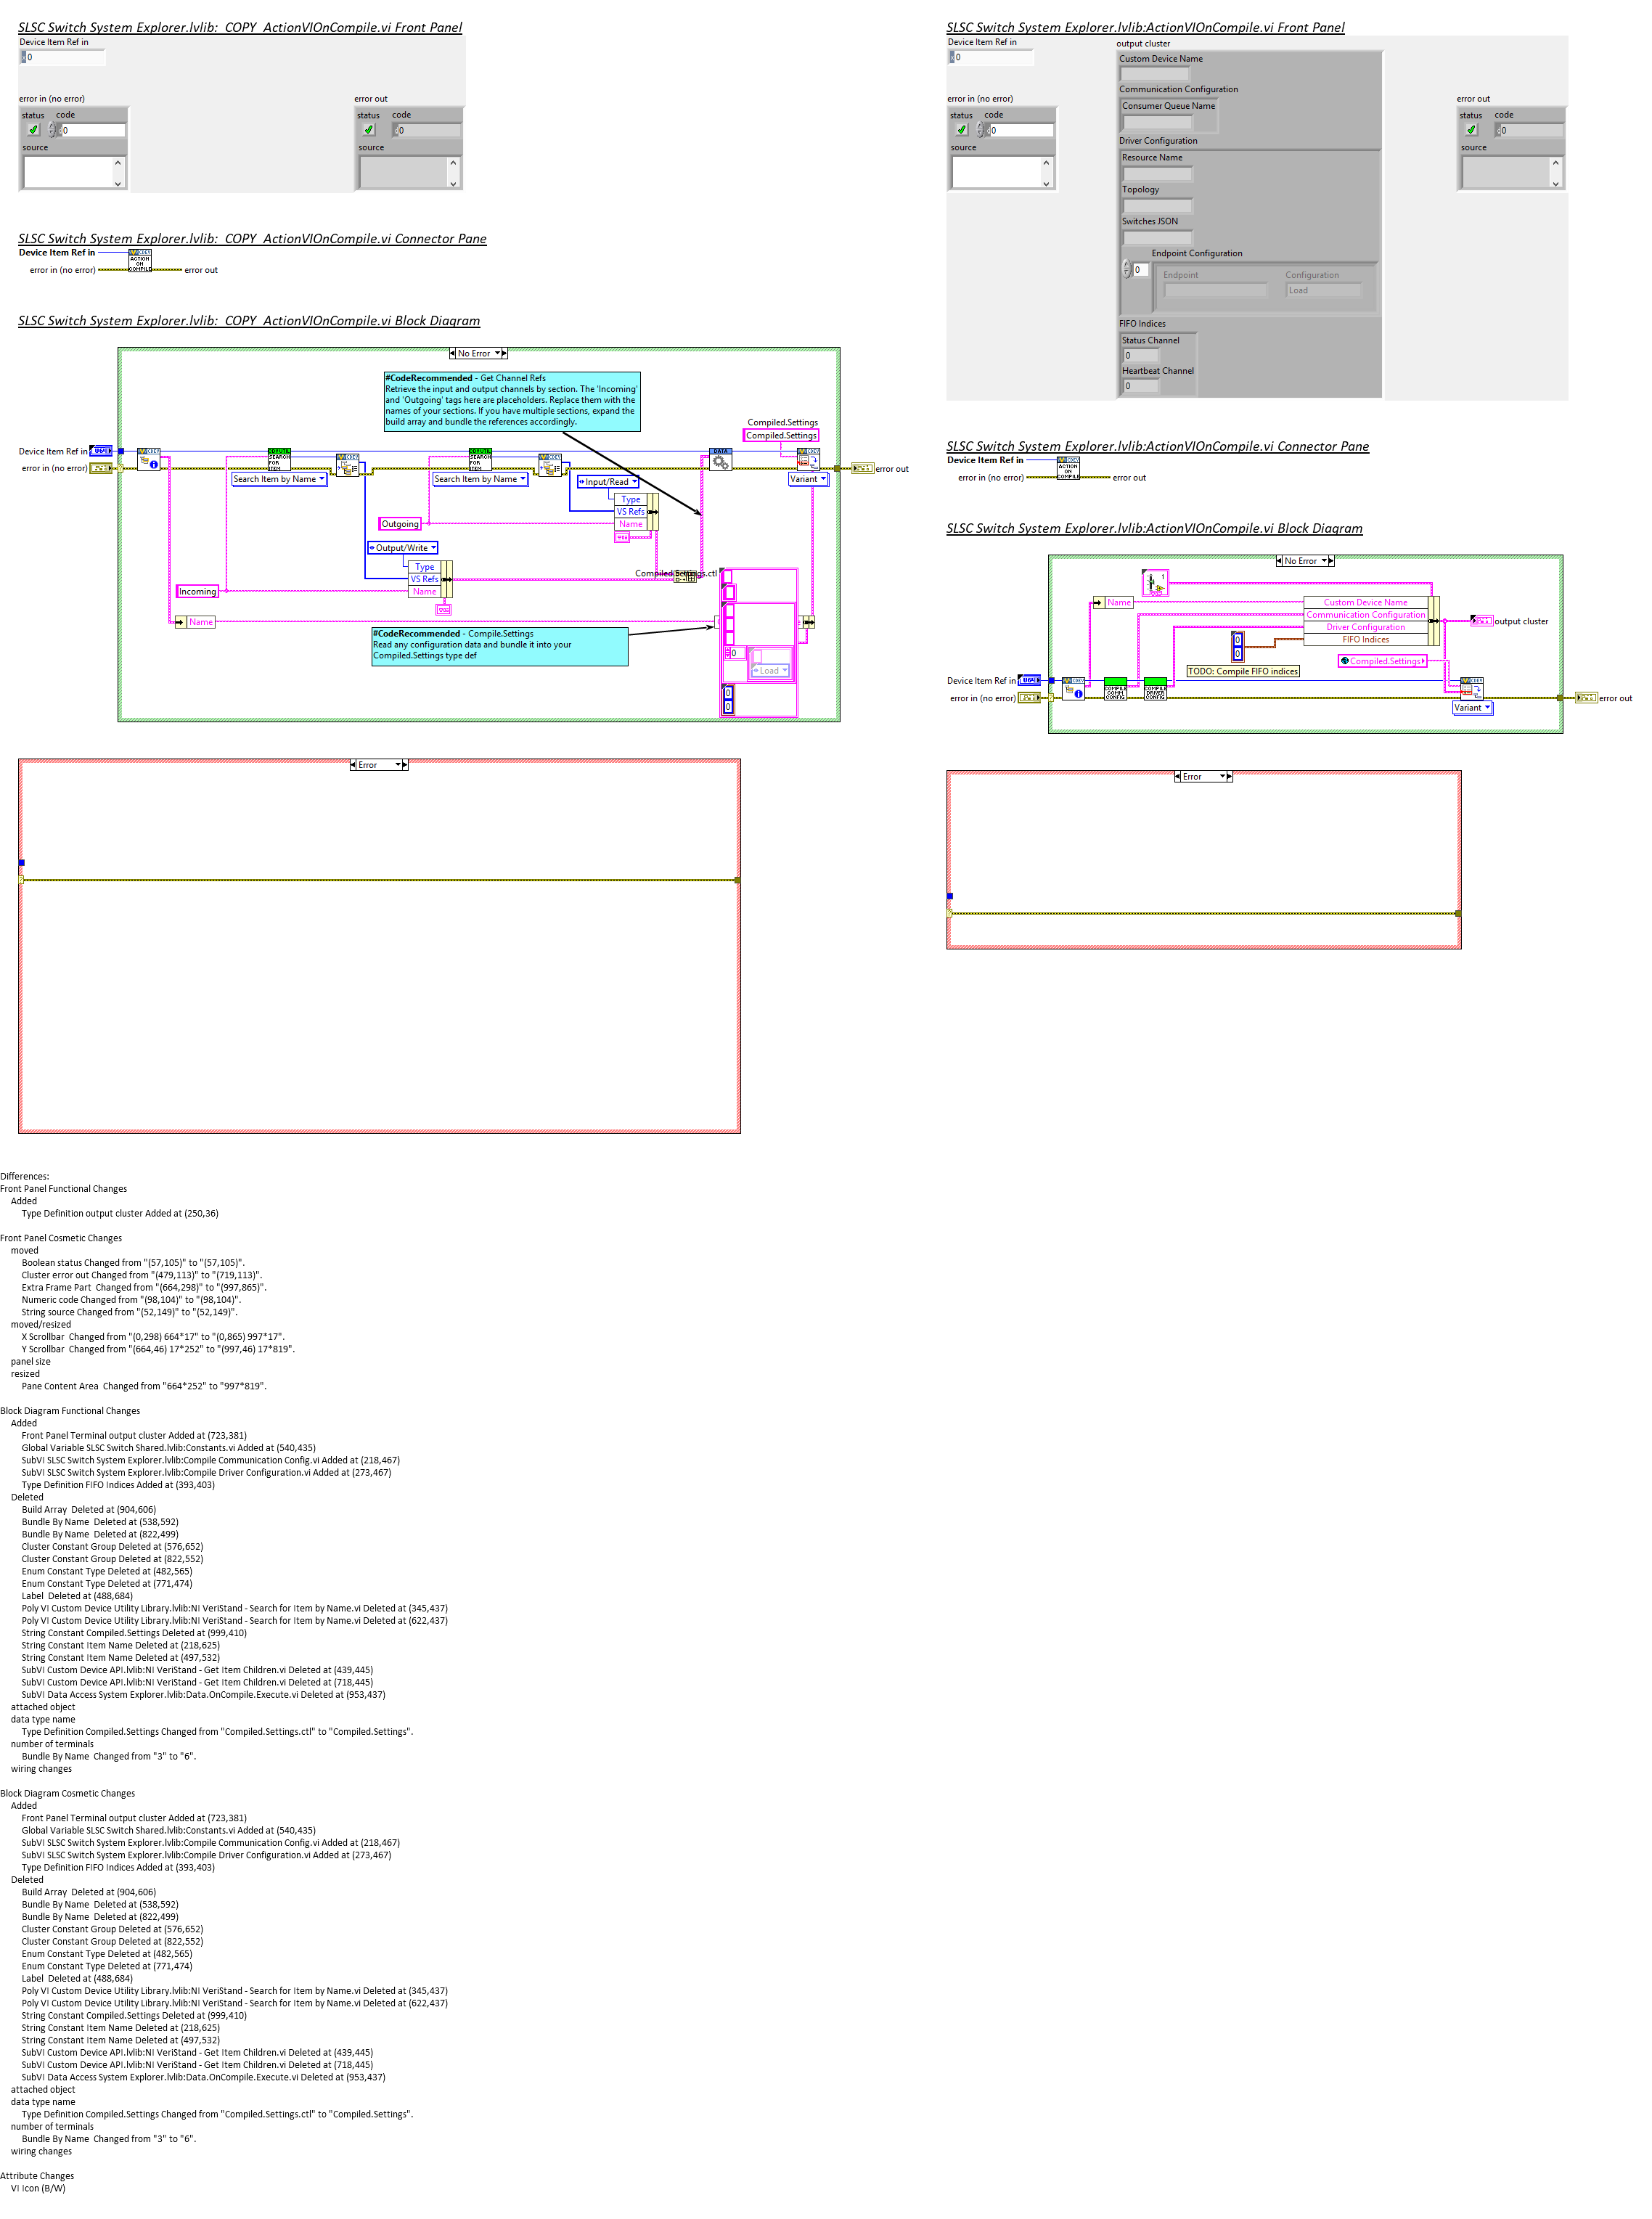 SLSC Switch System Explorer.lvlib:_COPY_ActionVIOnCompile.vi Front Panel
Device Item Ref in
0
error in (no error)
status code
0
source
error out
status code
0
source
SLSC Switch System Explorer.lvlib:_COPY_ActionVIOnCompile.vi Connector Pane
Device Item Ref in
error in (no error)
ACTION
ON
COMPILE
error out
SLSC Switch System Explorer.lvlib:_COPY_ActionVIOnCompile.vi Block Diagram
No Error
#CodeRecommended - Get Channel Refs
Retrieve the input and output channels by section. The 'Incoming'
and 'Outgoing' tags here are placeholders. Replace them with the
names of your sections. If you have multiple sections, expand the
build array and bundle the references accordingly.
Compiled.Settings
Compiled.Settings
Device Item Ref in
error in (no error)
SEARCH
FOR
ITEM
SEARCH
FOR
ITEM
DATA
error out
Search Item by Name
Search Item by Name
Input/Read
Variant
Type
VS Refs
Name
Outgoing
Output/Write
Type
VS Refs
Name
Compiled.Settings.ctl
Incoming
Name
#CodeRecommended - Compile.Settings
Read any configuration data and bundle it into your
Compiled.Settings type def
0
Load
0
0
Error
SLSC Switch System Explorer.lvlib:ActionVIOnCompile.vi Front Panel
Device Item Ref in
0
error in (no error)
status code
0
source
output cluster
Custom Device Name
Communication Configuration
Consumer Queue Name
Driver Configuration
Resource Name
Topology
Switches JSON
Endpoint Configuration
0
Endpoint
Configuration
Load
FIFO Indices
Status Channel
0
Heartbeat Channel
0
error out
status code
0
source
SLSC Switch System Explorer.lvlib:ActionVIOnCompile.vi Connector Pane
Device Item Ref in
error in (no error)
ACTION
ON
COMPILE
error out
SLSC Switch System Explorer.lvlib:ActionVIOnCompile.vi Block Diagram
No Error
Name
Custom Device Name
Communication Configuration
Driver Configuration
FIFO Indices
output cluster
0
0
Compiled.Settings
TODO: Compile FIFO indices
Device Item Ref in
error in (no error)
COMPILE
COMM
CONFIG
COMPILE
DRIVER
CONFIG
Variant
error out
Error
Differences:
Front Panel Functional Changes
Added
Type Definition output cluster Added at (250,36)
Front Panel Cosmetic Changes
moved
Boolean status Changed from "(57,105)" to "(57,105)".
Cluster error out Changed from "(479,113)" to "(719,113)".
Extra Frame Part  Changed from "(664,298)" to "(997,865)".
Numeric code Changed from "(98,104)" to "(98,104)".
String source Changed from "(52,149)" to "(52,149)".
moved/resized
X Scrollbar  Changed from "(0,298) 664*17" to "(0,865) 997*17".
Y Scrollbar  Changed from "(664,46) 17*252" to "(997,46) 17*819".
panel size
resized
Pane Content Area  Changed from "664*252" to "997*819".
Block Diagram Functional Changes
Added
Front Panel Terminal output cluster Added at (723,381)
Global Variable SLSC Switch Shared.lvlib:Constants.vi Added at (540,435)
SubVI SLSC Switch System Explorer.lvlib:Compile Communication Config.vi Added at (218,467)
SubVI SLSC Switch System Explorer.lvlib:Compile Driver Configuration.vi Added at (273,467)
Type Definition FIFO Indices Added at (393,403)
Deleted
Build Array  Deleted at (904,606)
Bundle By Name  Deleted at (538,592)
Bundle By Name  Deleted at (822,499)
Cluster Constant Group Deleted at (576,652)
Cluster Constant Group Deleted at (822,552)
Enum Constant Type Deleted at (482,565)
Enum Constant Type Deleted at (771,474)
Label  Deleted at (488,684)
Poly VI Custom Device Utility Library.lvlib:NI VeriStand - Search for Item by Name.vi Deleted at (345,437)
Poly VI Custom Device Utility Library.lvlib:NI VeriStand - Search for Item by Name.vi Deleted at (622,437)
String Constant Compiled.Settings Deleted at (999,410)
String Constant Item Name Deleted at (218,625)
String Constant Item Name Deleted at (497,532)
SubVI Custom Device API.lvlib:NI VeriStand - Get Item Children.vi Deleted at (439,445)
SubVI Custom Device API.lvlib:NI VeriStand - Get Item Children.vi Deleted at (718,445)
SubVI Data Access System Explorer.lvlib:Data.OnCompile.Execute.vi Deleted at (953,437)
attached object
data type name
Type Definition Compiled.Settings Changed from "Compiled.Settings.ctl" to "Compiled.Settings".
number of terminals
Bundle By Name  Changed from "3" to "6".
wiring changes
Block Diagram Cosmetic Changes
Added
Front Panel Terminal output cluster Added at (723,381)
Global Variable SLSC Switch Shared.lvlib:Constants.vi Added at (540,435)
SubVI SLSC Switch System Explorer.lvlib:Compile Communication Config.vi Added at (218,467)
SubVI SLSC Switch System Explorer.lvlib:Compile Driver Configuration.vi Added at (273,467)
Type Definition FIFO Indices Added at (393,403)
Deleted
Build Array  Deleted at (904,606)
Bundle By Name  Deleted at (538,592)
Bundle By Name  Deleted at (822,499)
Cluster Constant Group Deleted at (576,652)
Cluster Constant Group Deleted at (822,552)
Enum Constant Type Deleted at (482,565)
Enum Constant Type Deleted at (771,474)
Label  Deleted at (488,684)
Poly VI Custom Device Utility Library.lvlib:NI VeriStand - Search for Item by Name.vi Deleted at (345,437)
Poly VI Custom Device Utility Library.lvlib:NI VeriStand - Search for Item by Name.vi Deleted at (622,437)
String Constant Compiled.Settings Deleted at (999,410)
String Constant Item Name Deleted at (218,625)
String Constant Item Name Deleted at (497,532)
SubVI Custom Device API.lvlib:NI VeriStand - Get Item Children.vi Deleted at (439,445)
SubVI Custom Device API.lvlib:NI VeriStand - Get Item Children.vi Deleted at (718,445)
SubVI Data Access System Explorer.lvlib:Data.OnCompile.Execute.vi Deleted at (953,437)
attached object
data type name
Type Definition Compiled.Settings Changed from "Compiled.Settings.ctl" to "Compiled.Settings".
number of terminals
Bundle By Name  Changed from "3" to "6".
wiring changes
Attribute Changes
VI Icon (B/W)